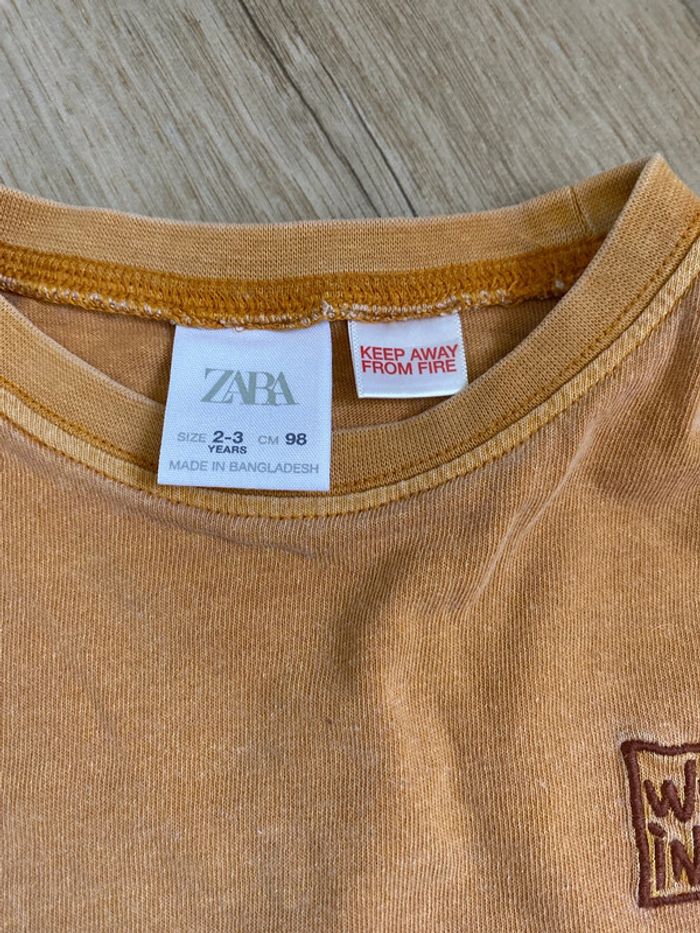 ZARA
KEEP AWAY
FROM FIRE
SIZE 2-3 CM 98
YEARS
MADE IN BANGLADESH